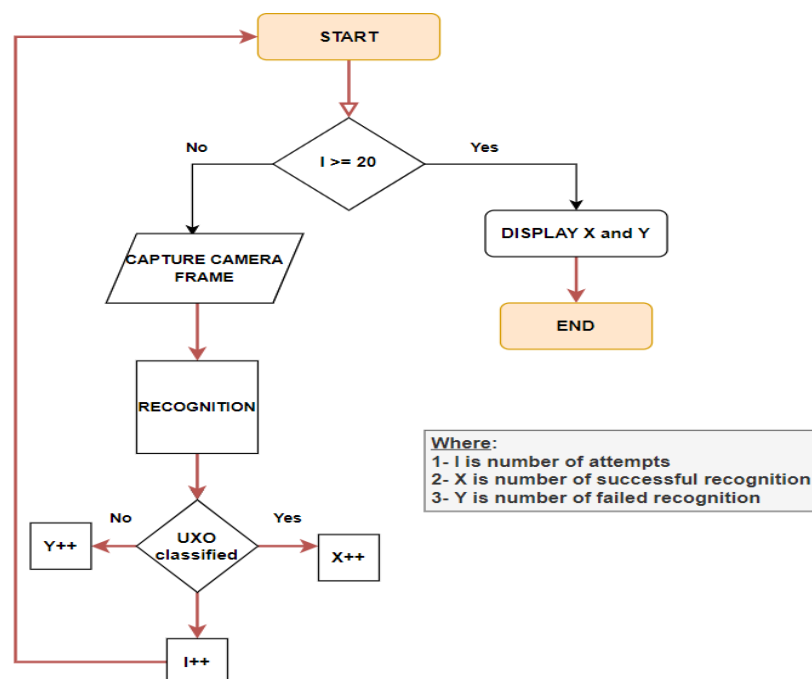 START
I >= 20
No
Yes
CAPTURE CAMERA
FRAME
DISPLAY X and Y
END
RECOGNITION
Where:
1- I is number of attempts
2- X is number of successful recognition
3- Y is number of failed recognition
No
Yes
UXO
classified
Y++
X++
I++